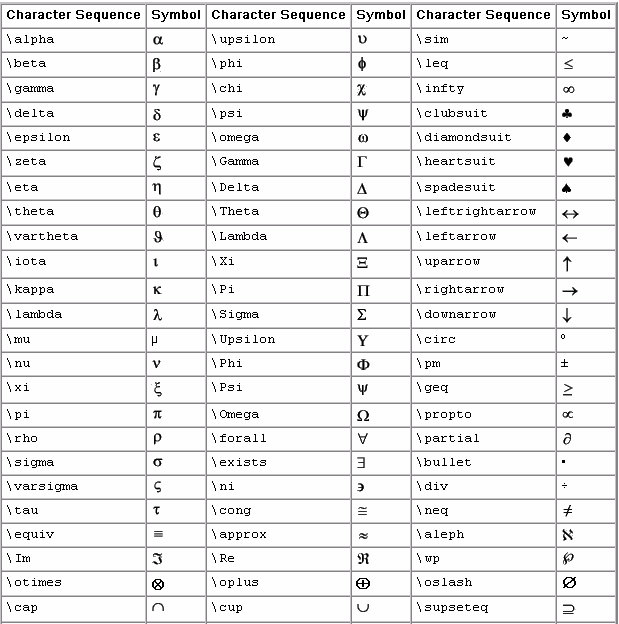 Character Sequence Symbol Character Sequence Symbol Character Sequence Symbol
\alpha α \upsilon υ \sim ~
\beta β \phi ϕ \leq ≤
\gamma γ \chi χ \infty ∞
\delta δ \psi ψ \clubsuit ♣
\epsilon ε \omega ω \diamondsuit ♦
\zeta ζ \Gamma Γ \heartsuit ♥
\eta η \Delta Δ \spadesuit ♠
\theta θ \Theta Θ \leftrightarrow ↔
\vartheta ϑ \Lambda Λ \leftarrow ←
\iota ι \Xi Ξ \uparrow ↑
\kappa κ \Pi Π \rightarrow →
\lambda λ \Sigma Σ \downarrow ↓
\mu μ \Upsilon Υ \circ °
\nu ν \Phi Φ \pm ±
\xi ξ \Psi Ψ \geq ≥
\pi π \Omega Ω \propto ∝
\rho ρ \forall ∀ \partial ∂
\sigma σ \exists ∃ \bullet •
\varsigma ς \ni ϶ \div ÷
\tau τ \cong ≅ \neq ≠
\equiv ≡ \approx ≈ \aleph ℵ
\Im ℑ \Re ℜ \wp ℘
\otimes ⊗ \oplus ⊕ \oslash ∅
\cap ∩ \cup ∪ \supseteq ⊇